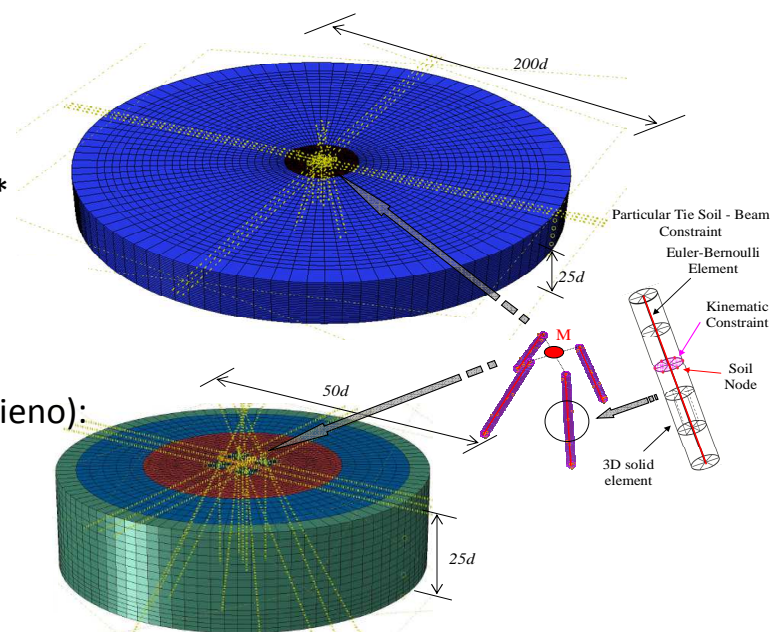 200d
*
Particular Tie Soil - Beam
Constraint
Euler-Bernoulli
Element
25d
Kinematic
Constraint
M
Soil
Node
50d
ieno):
3D solid
element
25d